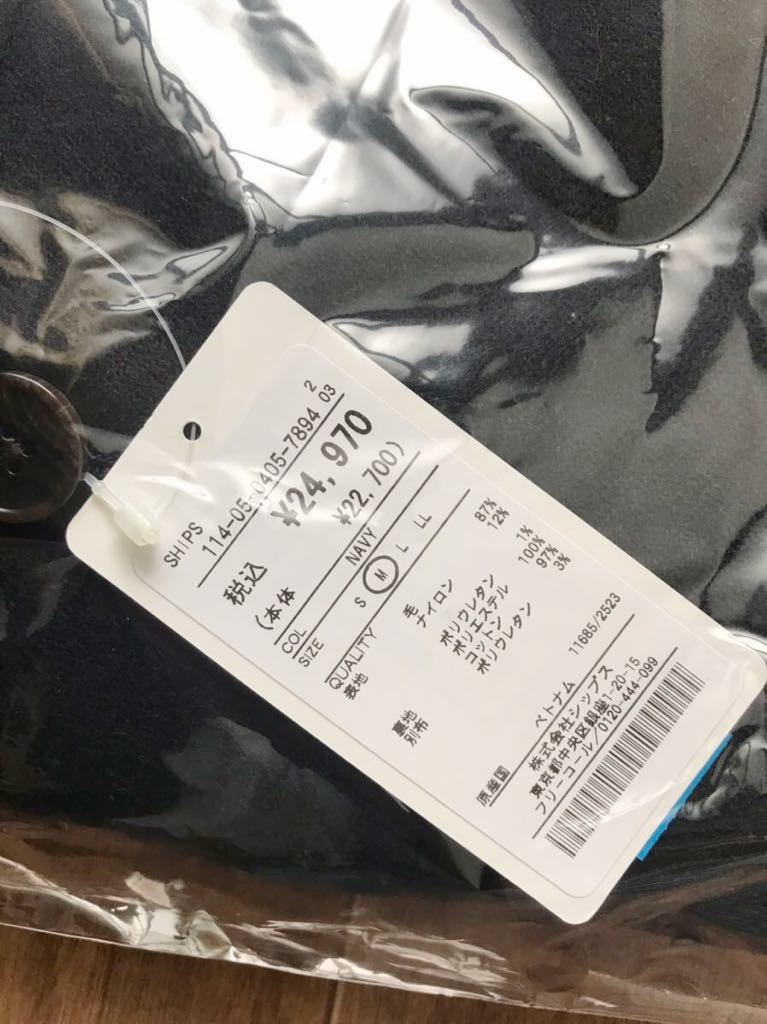 SHIPS
2
114-05-0405-7894 03
税込 ¥24,970
(本体 ¥22,700)
COL NAVY
SIZE S M L LL
QUALITY
表地 毛 87%
ナイロン 12%
ポリウレタン 1%
裏地 ポリエステル 100%
別布 コットン 97%
ポリウレタン 3%
11685/2523
原産国 ベトナム
株式会社シップス
東京都中央区銀座1-20-15
フリーコール/0120-444-099